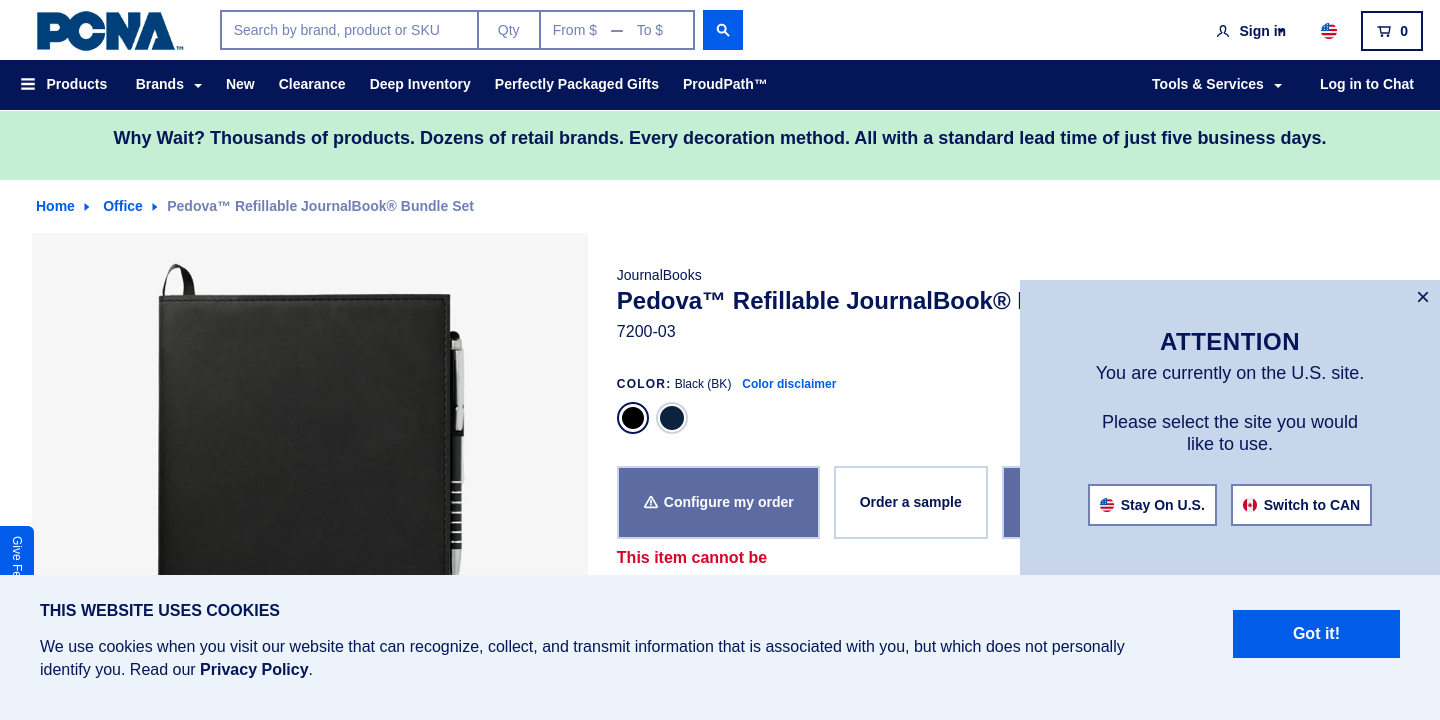 PCNA™
Search by brand, product or SKU
Qty
From $ — To $
Sign in
0
Products
Brands
New
Clearance
Deep Inventory
Perfectly Packaged Gifts
ProudPath™
Tools & Services
Log in to Chat
Why Wait? Thousands of products. Dozens of retail brands. Every decoration method. All with a standard lead time of just five business days.
Home
Office
Pedova™ Refillable JournalBook® Bundle Set
JournalBooks
Pedova™ Refillable JournalBook®
7200-03
COLOR: Black (BK) Color disclaimer
Configure my order
Order a sample
This item cannot be
×
ATTENTION
You are currently on the U.S. site.
Please select the site you would
like to use.
Stay On U.S.
Switch to CAN
Give
THIS WEBSITE USES COOKIES
We use cookies when you visit our website that can recognize, collect, and transmit information that is associated with you, but which does not personally
identify you. Read our Privacy Policy.
Got it!